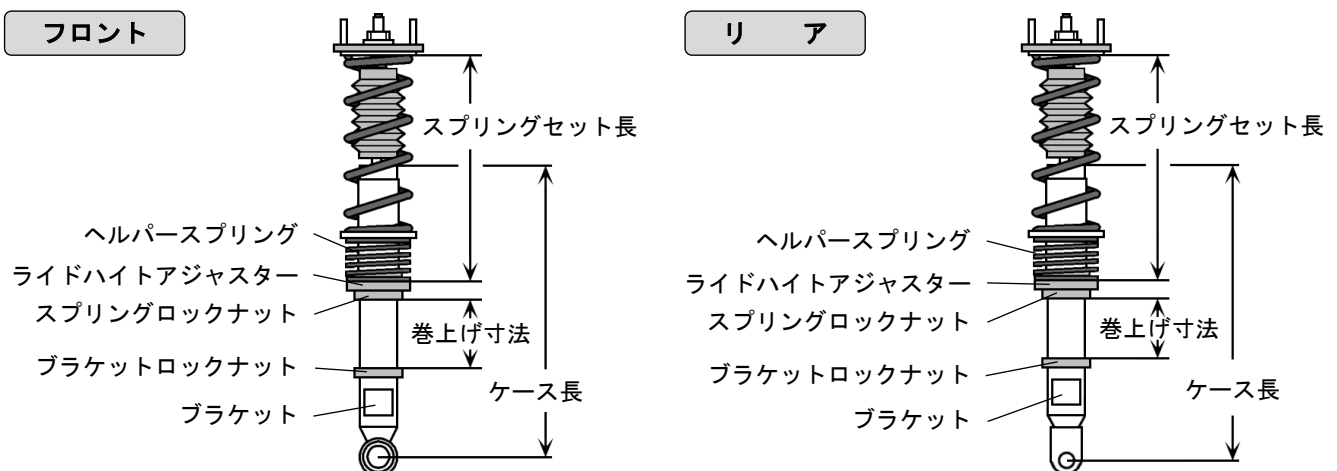 フロント
スプリングセット長
ヘルパースプリング
ライドハイトアジャスター
スプリングロックナット
巻上げ寸法
ブラケットロックナット
ケース長
ブラケット
リ　ア
スプリングセット長
ヘルパースプリング
ライドハイトアジャスター
スプリングロックナット
巻上げ寸法
ブラケットロックナット
ケース長
ブラケット